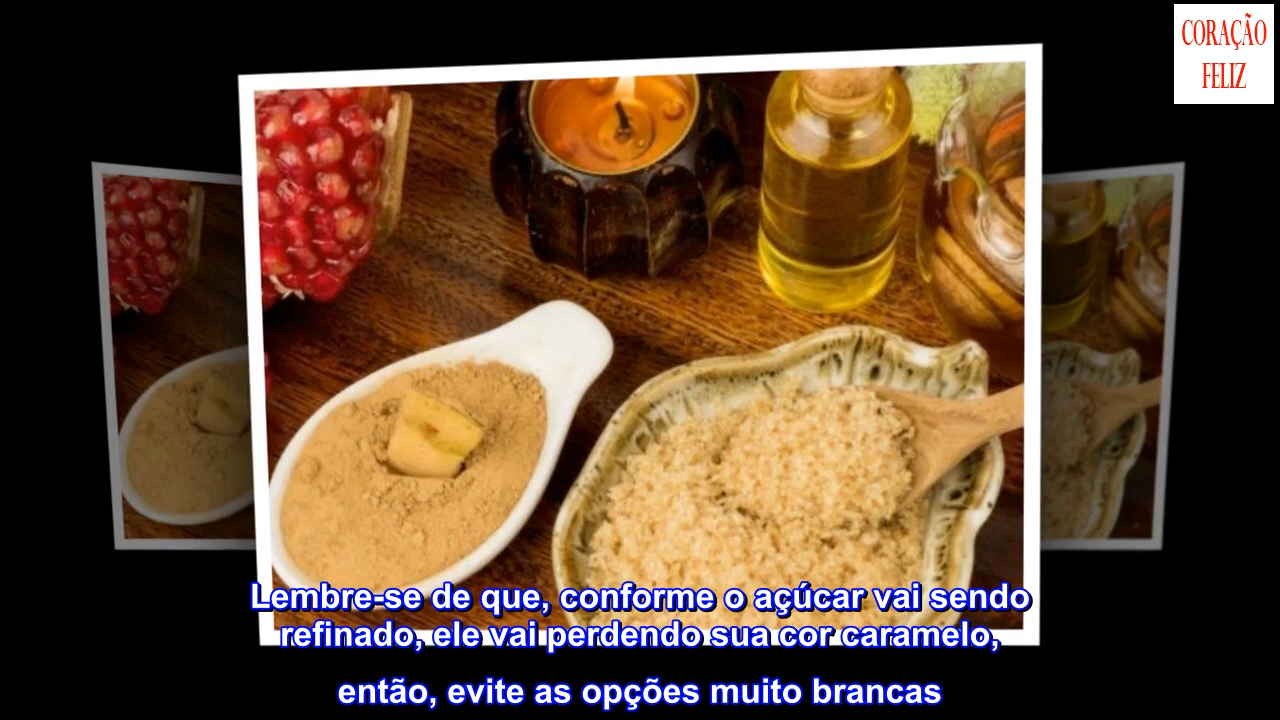 CORAÇÃO
FELIZ
Lembre-se de que, conforme o açúcar vai sendo
refinado, ele vai perdendo sua cor caramelo,
então, evite as opções muito brancas